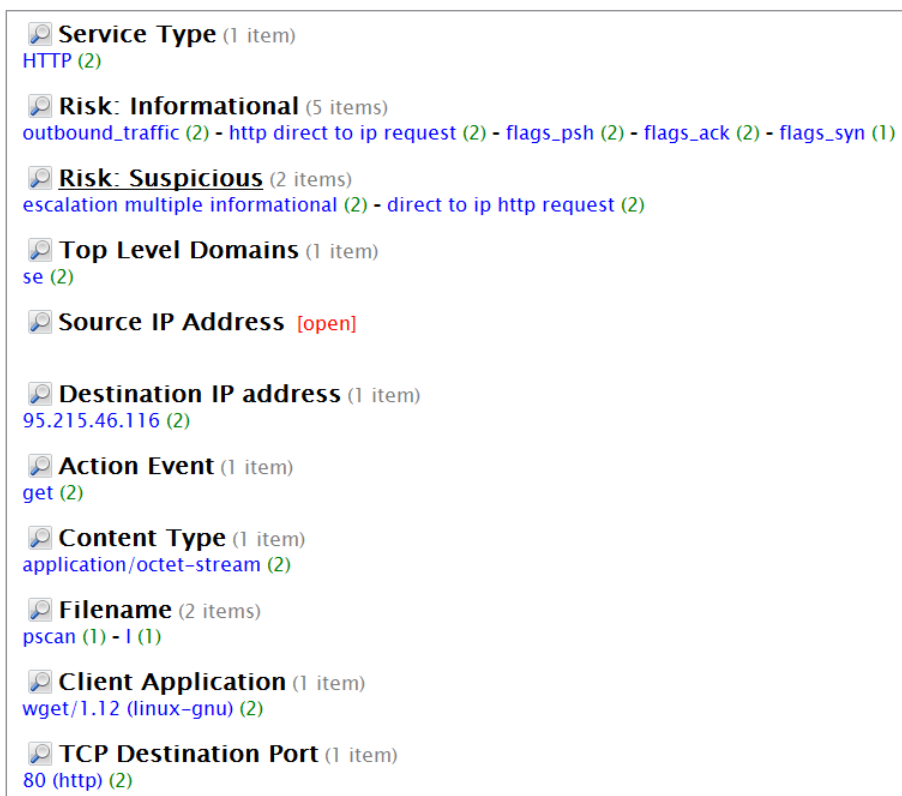 Service Type (1 item)
HTTP (2)
Risk: Informational (5 items)
outbound_traffic (2) - http direct to ip request (2) - flags_psh (2) - flags_ack (2) - flags_syn (1)
Risk: Suspicious (2 items)
escalation multiple informational (2) - direct to ip http request (2)
Top Level Domains (1 item)
se (2)
Source IP Address [open]
Destination IP address (1 item)
95.215.46.116 (2)
Action Event (1 item)
get (2)
Content Type (1 item)
application/octet-stream (2)
Filename (2 items)
pscan (1) - l (1)
Client Application (1 item)
wget/1.12 (linux-gnu) (2)
TCP Destination Port (1 item)
80 (http) (2)